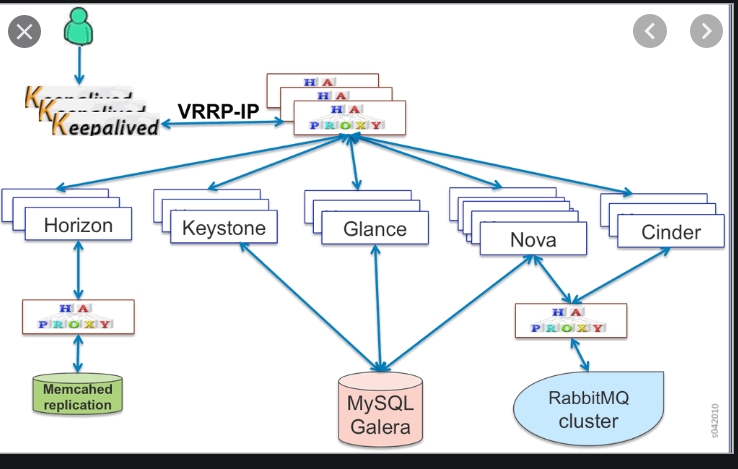 Keepalived
Keepalived
Keepalived
VRRP-IP
HA
HA
HA
PROXY
Horizon
Keystone
Glance
Nova
Cinder
HA
PROXY
HA
PROXY
Memcahed
replication
MySQL
Galera
RabbitMQ
cluster
s042010